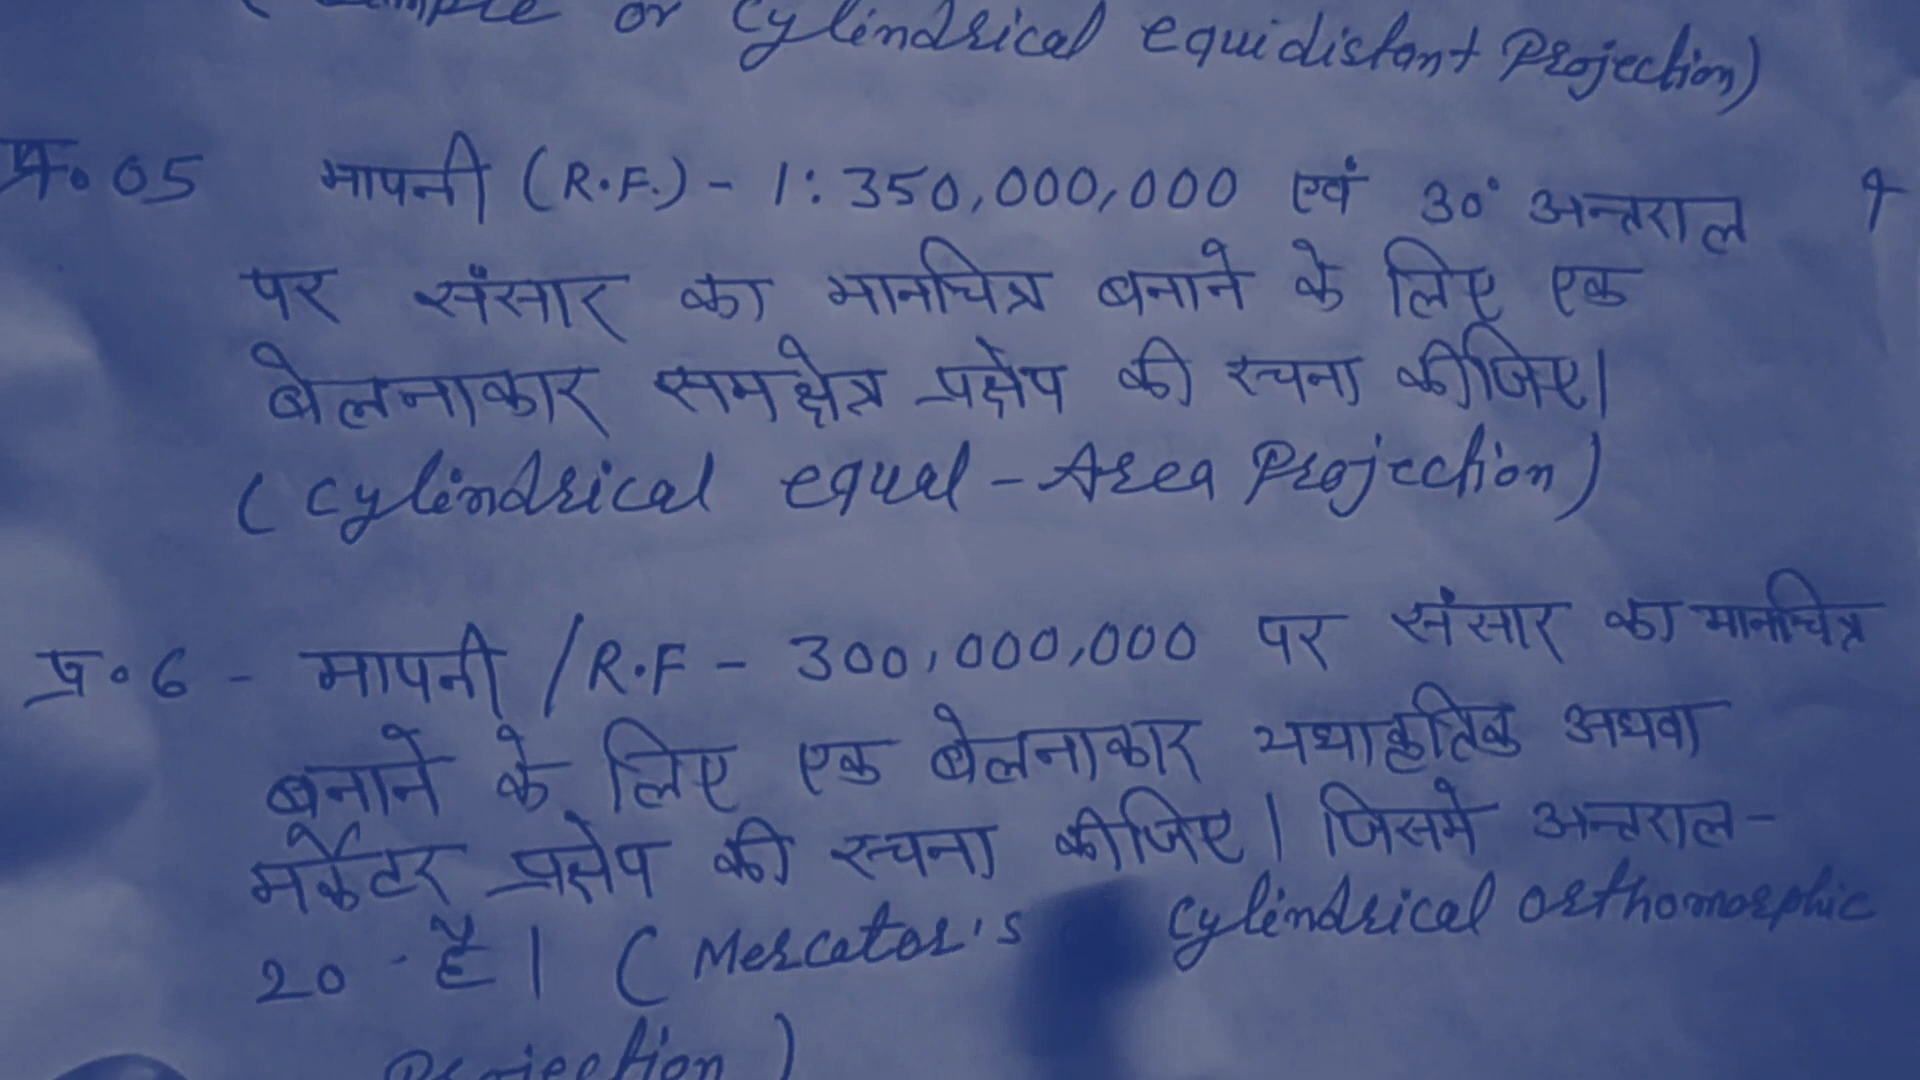 or Cylindrical equidistant Projection)
प्र. 05 मापनी (R.F.) - 1:350,000,000 एवं 30° अन्तराल
पर संसार का मानचित्र बनाने के लिए एक
बेलनाकार समक्षेत्र प्रक्षेप की रचना कीजिए।
(Cylindrical equal - Area Projection)
प्र. 6 - मापनी / R.F - 300,000,000 पर संसार का मानचित्र
बनाने के लिए एक बेलनाकार यथाकृतिक अथवा
मर्केटर प्रक्षेप की रचना कीजिए। जिसमें अन्तराल -
20° है। (Mercator's Cylindrical orthomorphic
Projection)